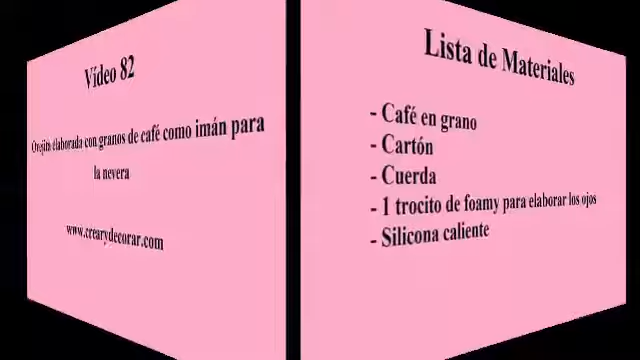 Vídeo 82
Ovejita elaborada con granos de café como imán para
la nevera
www.crearydecorar.com
Lista de Materiales
- Café en grano
- Cartón
- Cuerda
- 1 trocito de foamy para elaborar los ojos
- Silicona caliente